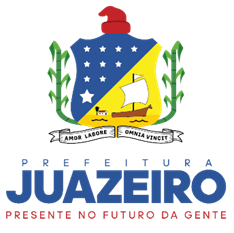 AMOR LABORE OMNIA VINCIT
PREFEITURA
JUAZEIRO
PRESENTE NO FUTURO DA GENTE